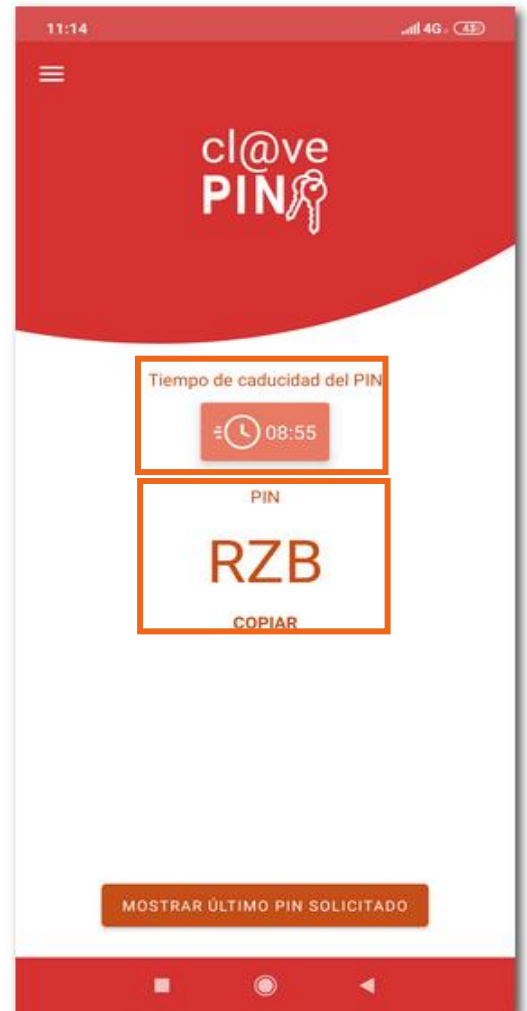 11:14 4G 43
cl@ve
PIN
Tiempo de caducidad del PIN
08:55
PIN
RZB
COPIAR
MOSTRAR ÚLTIMO PIN SOLICITADO